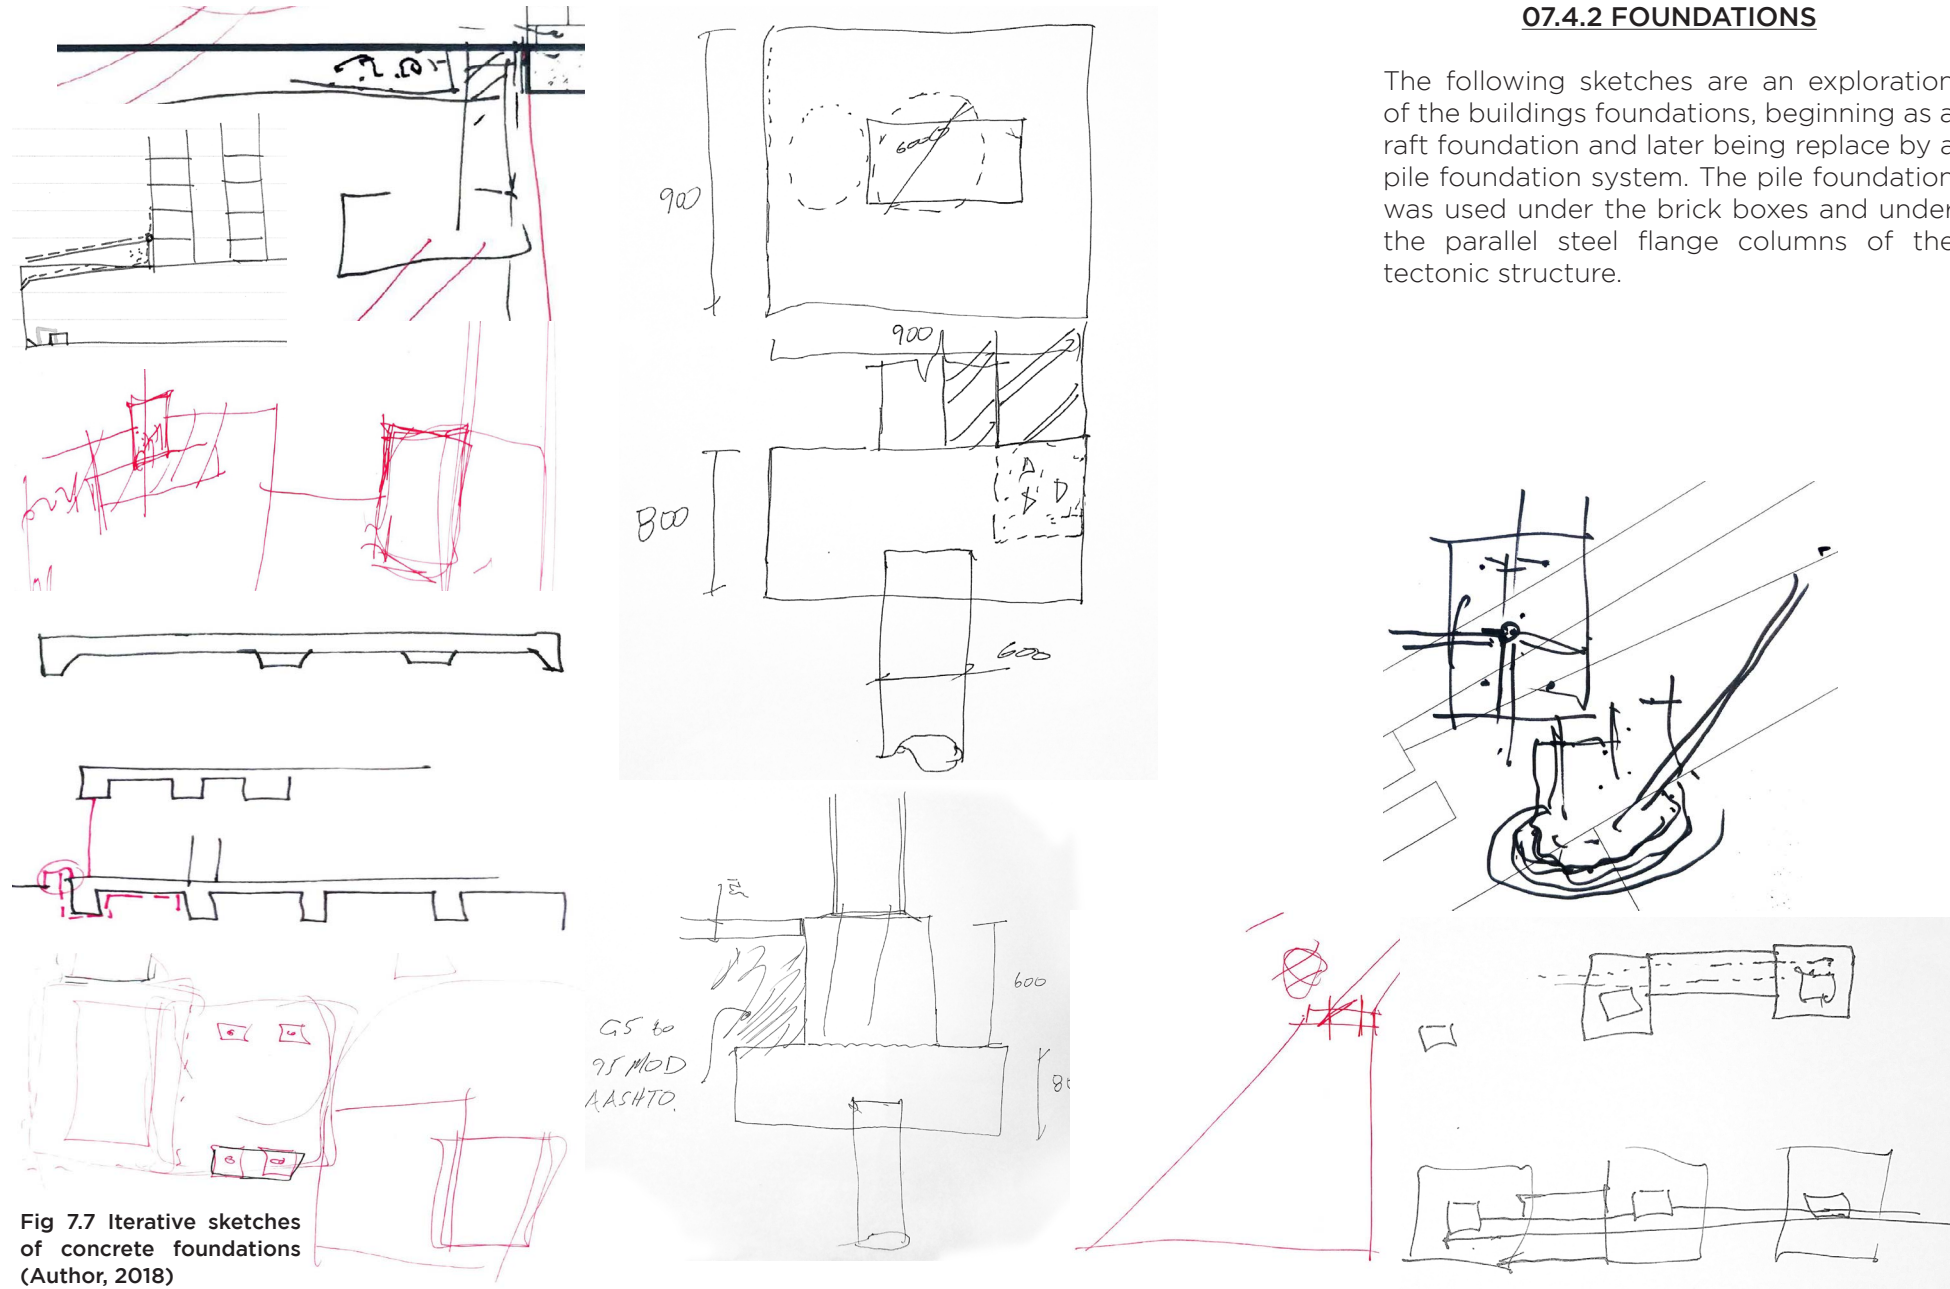 07.4.2 FOUNDATIONS
The following sketches are an exploration
of the buildings foundations, beginning as a
raft foundation and later being replace by a
pile foundation system. The pile foundation
was used under the brick boxes and under
the parallel steel flange columns of the
tectonic structure.
600
900
900
800
600
600
G5 to
95 MOD
AASHTO.
Fig 7.7 Iterative sketches
of concrete foundations
(Author, 2018)